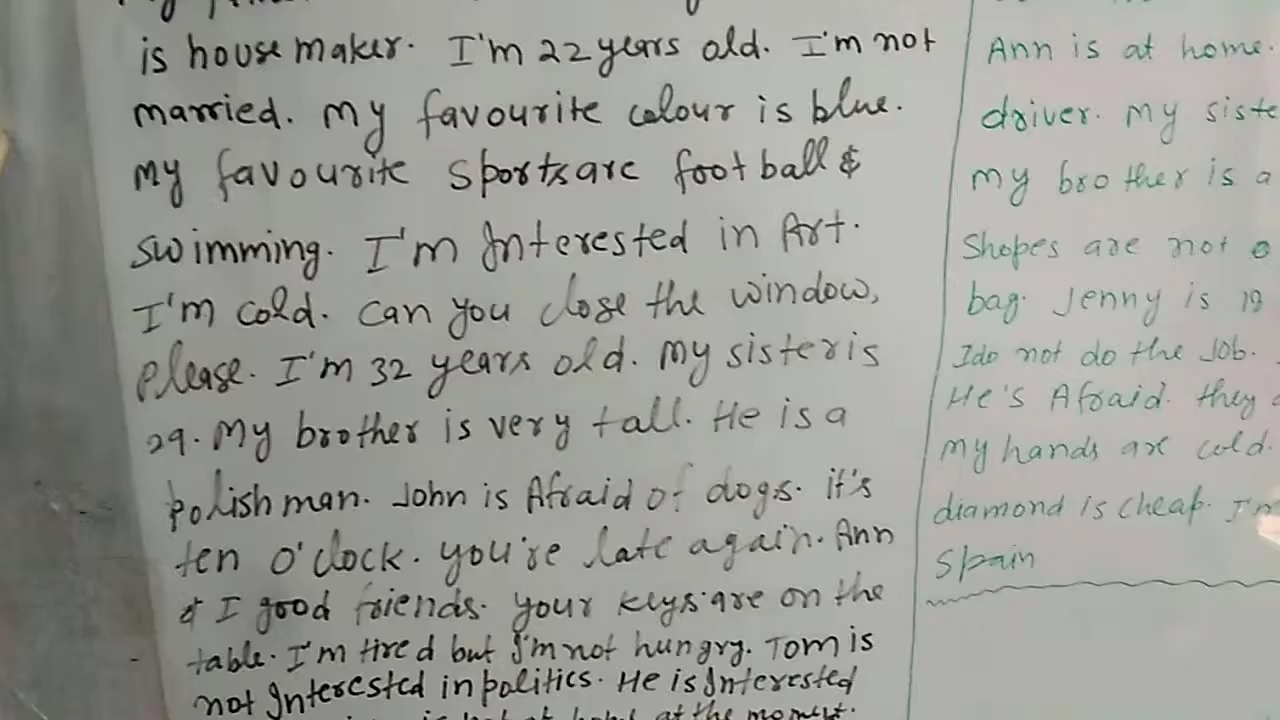 is house maker. I'm 22 years old. I'm not
married. My favourite colour is blue.
My favourite sports are football &
swimming. I'm Interested in Art.
I'm cold. Can you close the window,
please. I'm 32 years old. My sister is
29. My brother is very tall. He is a
polish man. John is Afraid of dogs. it's
ten O'clock. you're late again. Ann
& I good friends. Your keys are on the
table. I'm tired but I'm not hungry. Tom is
not Interested in politics. He is Interested
at the moment.
Ann is at home.
driver. My siste
My brother is a
Shopes are not o
bag. Jenny is 19
I do not do the Job.
He's Afraid. they a
My hands are cold.
diamond is cheap. I'm
Spain